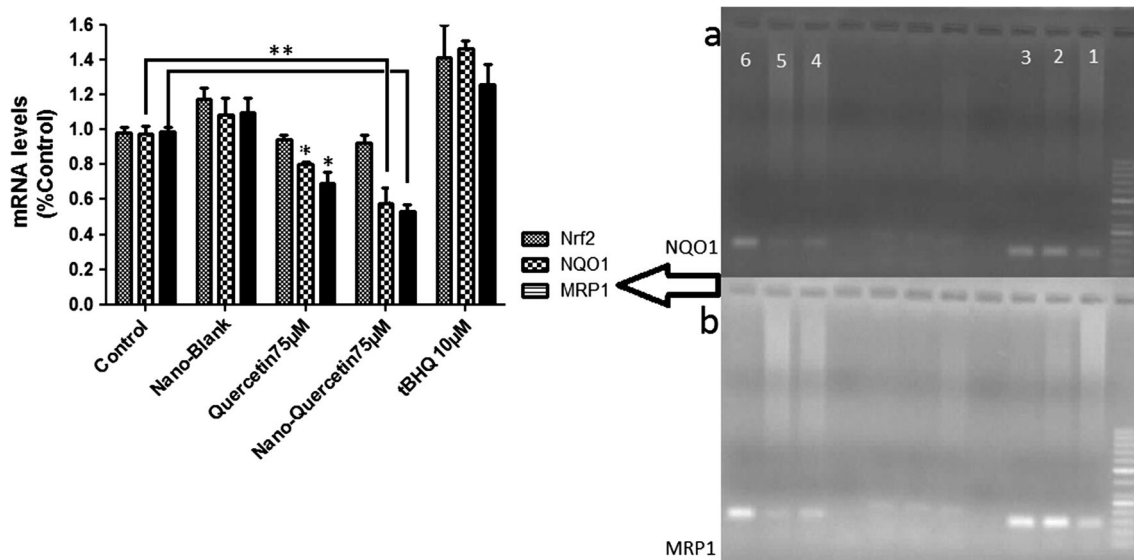 mRNA levels
(%Control)
1.6
1.4
1.2
1.0
0.8
0.6
0.4
0.2
0.0
**
*
*
Control
Nano-Blank
Quercetin75µM
Nano-Quercetin75µM
tBHQ 10µM
Nrf2
NQO1
MRP1
a
6 5 4 3 2 1
NQO1
b
MRP1